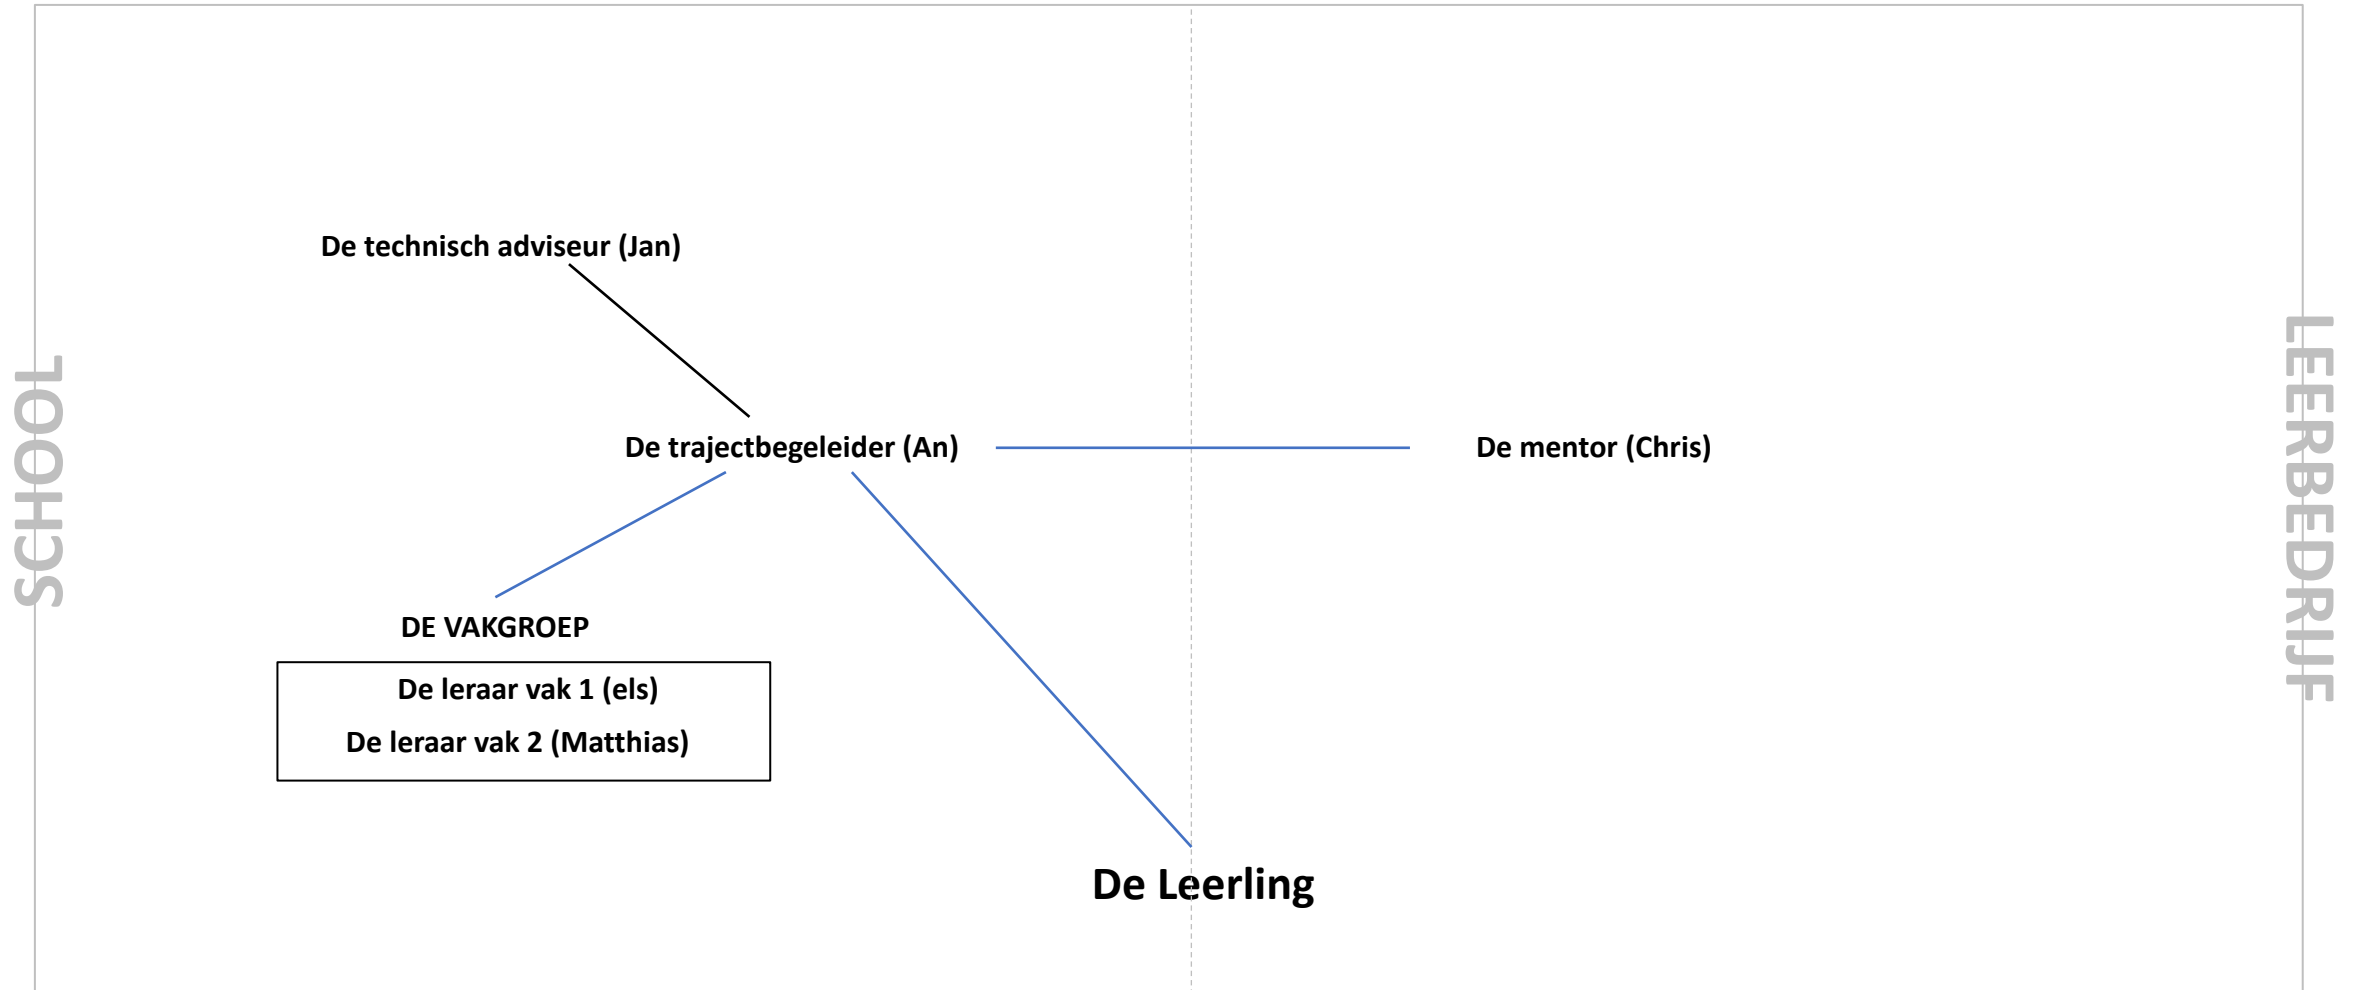 De technisch adviseur (Jan)
SCHOOL
LEERBEDRIJF
De trajectbegeleider (An)
De mentor (Chris)
DE VAKGROEP
De leraar vak 1 (els)
De leraar vak 2 (Matthias)
De Leerling